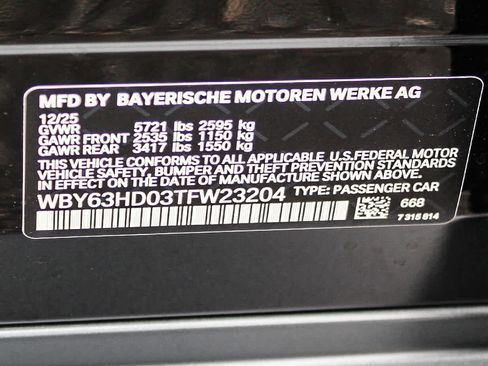 MFD BY BAYERISCHE MOTOREN WERKE AG
12/25
GVWR 5721 lbs 2595 kg
GAWR FRONT 2535 lbs 1150 kg
GAWR REAR 3417 lbs 1550 kg
THIS VEHICLE CONFORMS TO ALL APPLICABLE U.S.FEDERAL MOTOR
VEHICLE SAFETY, BUMPER AND THEFT PREVENTION STANDARDS
IN EFFECT ON THE DATE OF MANUFACTURE SHOWN ABOVE.
WBY63HD03TFW23204 TYPE: PASSENGER CAR
668
7 316 814